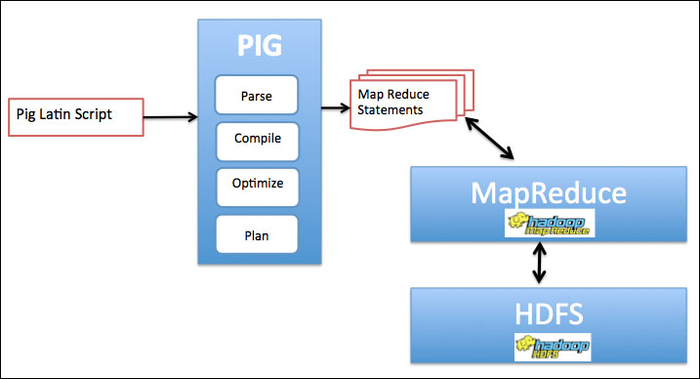 PIG
Parse
Compile
Optimize
Plan
Pig Latin Script
Map Reduce
Statements
MapReduce
hadoop
MapReduce
HDFS
hadoop
HDFS